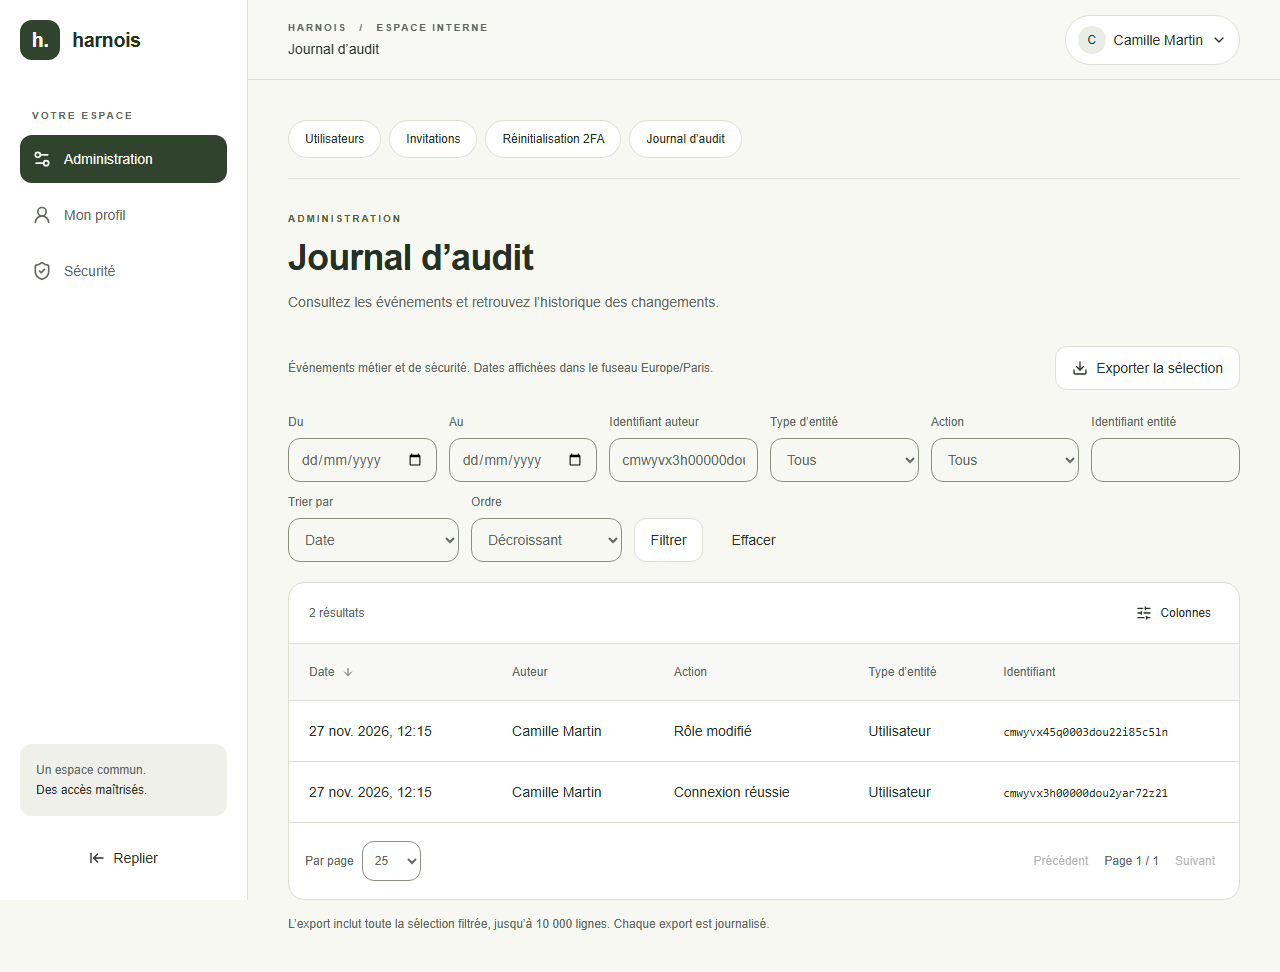 h. harnois
HARNOIS / ESPACE INTERNE
Journal d’audit
C Camille Martin
VOTRE ESPACE
Administration
Mon profil
Sécurité
Un espace commun.
Des accès maîtrisés.
Replier
Utilisateurs Invitations Réinitialisation 2FA Journal d’audit
ADMINISTRATION
Journal d’audit
Consultez les événements et retrouvez l’historique des changements.
Événements métier et de sécurité. Dates affichées dans le fuseau Europe/Paris.
Exporter la sélection
Du Au Identifiant auteur Type d’entité Action Identifiant entité
dd/mm/yyyy dd/mm/yyyy cmwyvx3h00000dou Tous Tous
Trier par Ordre
Date Décroissant Filtrer Effacer
2 résultats Colonnes
Date Auteur Action Type d’entité Identifiant
27 nov. 2026, 12:15 Camille Martin Rôle modifié Utilisateur cmwyvx45q0003dou22i85c5ln
27 nov. 2026, 12:15 Camille Martin Connexion réussie Utilisateur cmwyvx3h00000dou2yar72z21
Par page 25 Précédent Page 1 / 1 Suivant
L’export inclut toute la sélection filtrée, jusqu’à 10 000 lignes. Chaque export est journalisé.